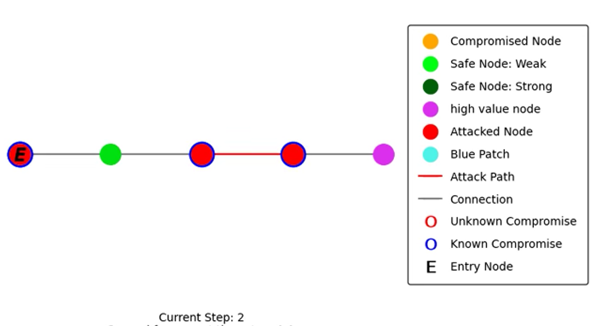 E
Compromised Node
Safe Node: Weak
Safe Node: Strong
high value node
Attacked Node
Blue Patch
Attack Path
Connection
O Unknown Compromise
O Known Compromise
E Entry Node
Current Step: 2